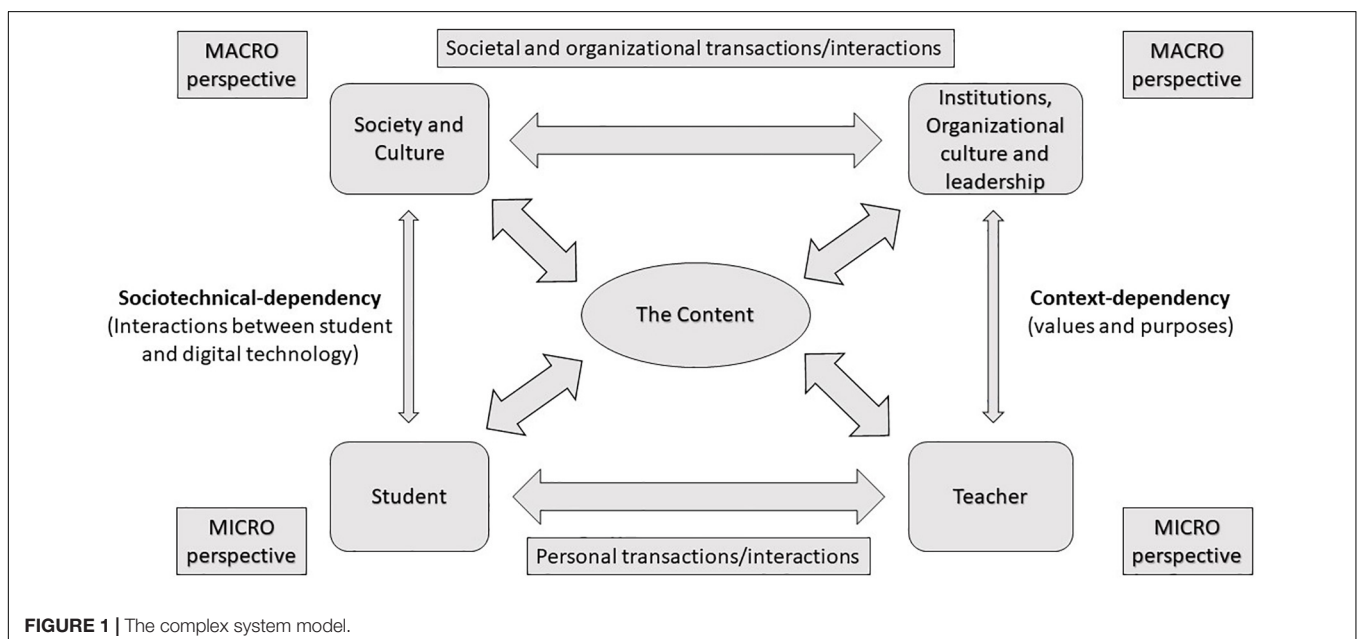 MACRO
perspective
Societal and organizational transactions/interactions
MACRO
perspective
Society and
Culture
Institutions,
Organizational
culture and
leadership
Sociotechnical-dependency
(Interactions between student
and digital technology)
The Content
Context-dependency
(values and purposes)
Student
Teacher
MICRO
perspective
Personal transactions/interactions
MICRO
perspective
FIGURE 1 | The complex system model.